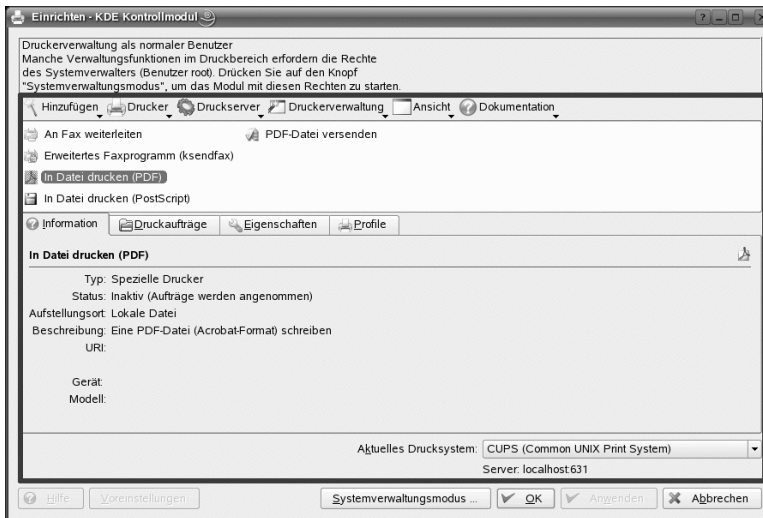 Einrichten - KDE Kontrollmodul
Druckerverwaltung als normaler Benutzer
Manche Verwaltungsfunktionen im Druckbereich erfordern die Rechte
des Systemverwalters (Benutzer root). Drücken Sie auf den Knopf
"Systemverwaltungsmodus", um das Modul mit diesen Rechten zu starten.
Hinzufügen Drucker Druckserver Druckerverwaltung Ansicht Dokumentation
An Fax weiterleiten PDF-Datei versenden
Erweitertes Faxprogramm (ksendfax)
In Datei drucken (PDF)
In Datei drucken (PostScript)
Information Druckaufträge Eigenschaften Profile
In Datei drucken (PDF)
Typ: Spezielle Drucker
Status: Inaktiv (Aufträge werden angenommen)
Aufstellungsort: Lokale Datei
Beschreibung: Eine PDF-Datei (Acrobat-Format) schreiben
URI:
Gerät:
Modell:
Aktuelles Drucksystem: CUPS (Common UNIX Print System)
Server: localhost:631
Hilfe Voreinstellungen Systemverwaltungsmodus ... OK Anwenden Abbrechen